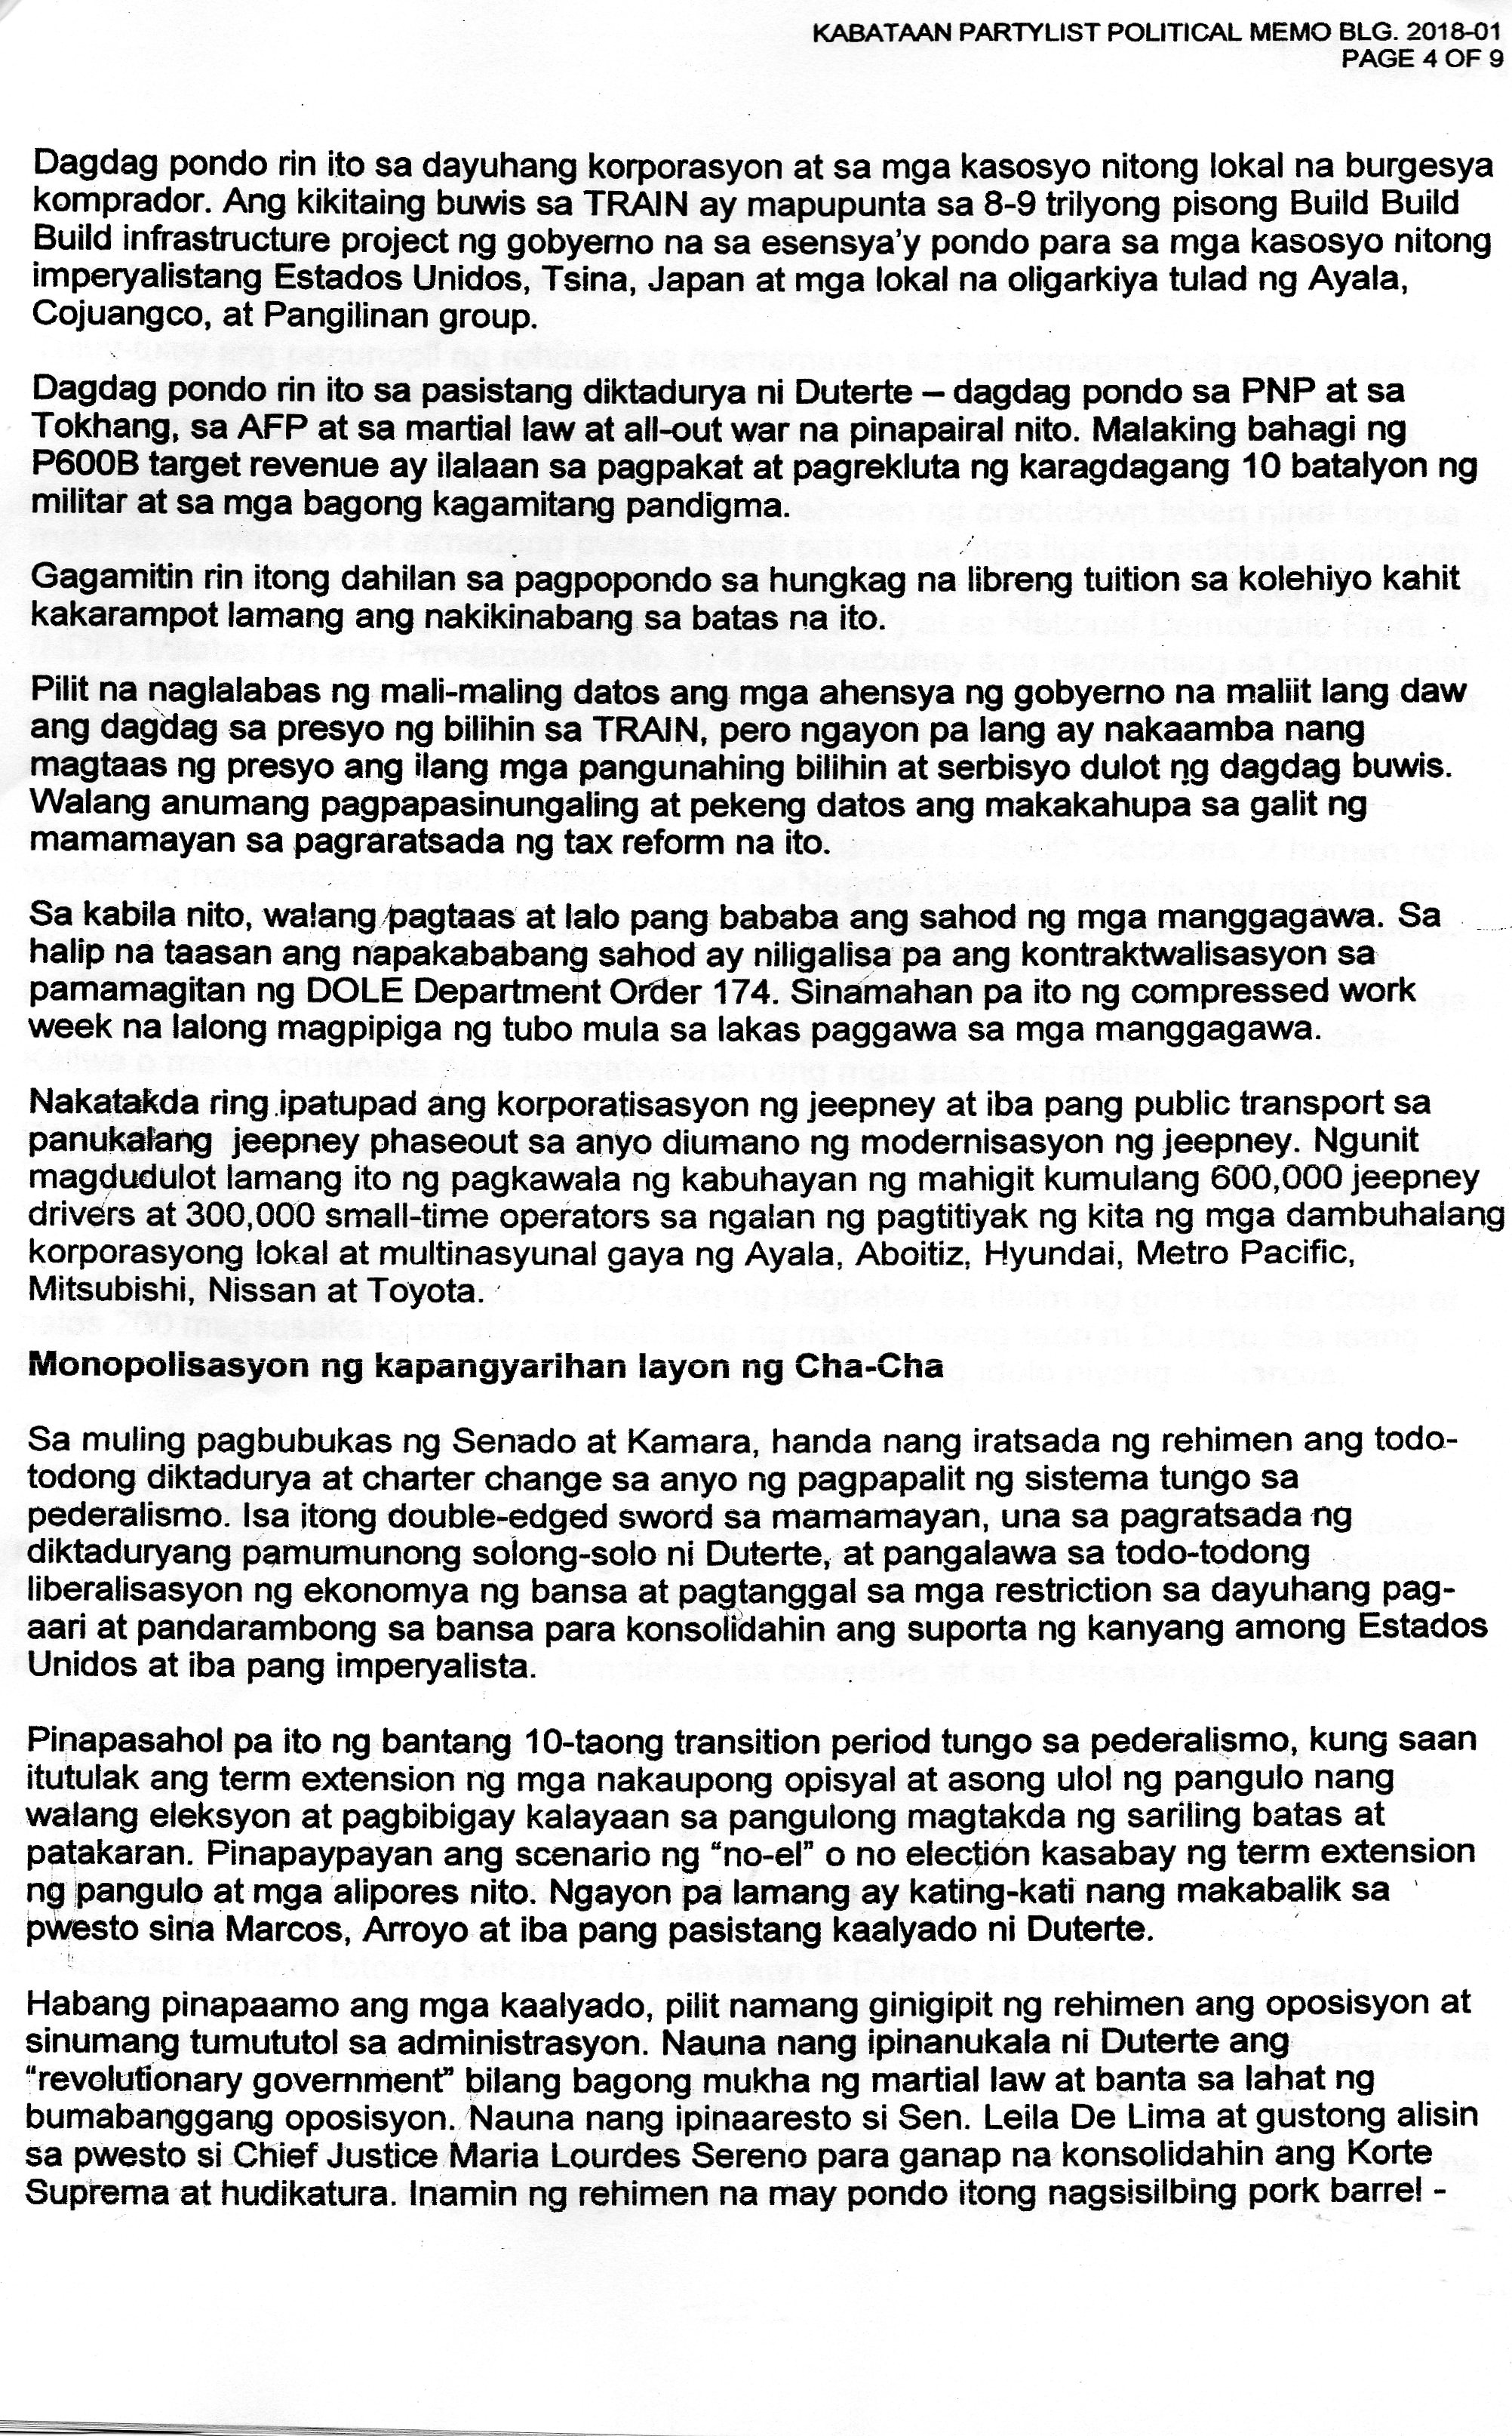 KABATAAN PARTYLIST POLITICAL MEMO BLG. 2018-01
PAGE 4 OF 9
Dagdag pondo rin ito sa dayuhang korporasyon at sa mga kasosyo nitong lokal na burgesya
komprador. Ang kikitaing buwis sa TRAIN ay mapupunta sa 8-9 trilyong pisong Build Build
Build infrastructure project ng gobyerno na sa esensya'y pondo para sa mga kasosyo nitong
imperyalistang Estados Unidos, Tsina, Japan at mga lokal na oligarkiya tulad ng Ayala,
Cojuangco, at Pangilinan group.
Dagdag pondo rin ito sa pasistang diktadurya ni Duterte – dagdag pondo sa PNP at sa
Tokhang, sa AFP at sa martial law at all-out war na pinapairal nito. Malaking bahagi ng
P600B target revenue ay ilalaan sa pagpakat at pagrekluta ng karagdagang 10 batalyon ng
militar at sa mga bagong kagamitang pandigma.
Gagamitin rin itong dahilan sa pagpopondo sa hungkag na libreng tuition sa kolehiyo kahit
kakarampot lamang ang nakikinabang sa batas na ito.
Pilit na naglalabas ng mali-maling datos ang mga ahensya ng gobyerno na maliit lang daw
ang dagdag sa presyo ng bilihin sa TRAIN, pero ngayon pa lang ay nakaamba nang
magtaas ng presyo ang ilang mga pangunahing bilihin at serbisyo dulot ng dagdag buwis.
Walang anumang pagpapasinungaling at pekeng datos ang makakahupa sa galit ng
mamamayan sa pagraratsada ng tax reform na ito.
Sa kabila nito, walang pagtaas at lalo pang bababa ang sahod ng mga manggagawa. Sa
halip na taasan ang napakababang sahod ay niligalisa pa ang kontraktwalisasyon sa
pamamagitan ng DOLE Department Order 174. Sinamahan pa ito ng compressed work
week na lalong magpipiga ng tubo mula sa lakas paggawa sa mga manggagawa.
Nakatakda ring ipatupad ang korporatisasyon ng jeepney at iba pang public transport sa
panukalang jeepney phaseout sa anyo diumano ng modernisasyon ng jeepney. Ngunit
magdudulot lamang ito ng pagkawala ng kabuhayan ng mahigit kumulang 600,000 jeepney
drivers at 300,000 small-time operators sa ngalan ng pagtitiyak ng kita ng mga dambuhalang
korporasyong lokal at multinasyunal gaya ng Ayala, Aboitiz, Hyundai, Metro Pacific,
Mitsubishi, Nissan at Toyota.
Monopolisasyon ng kapangyarihan layon ng Cha-Cha
Sa muling pagbubukas ng Senado at Kamara, handa nang iratsada ng rehimen ang todo-
todong diktadurya at charter change sa anyo ng pagpapalit ng sistema tungo sa
pederalismo. Isa itong double-edged sword sa mamamayan, una sa pagratsada ng
diktaduryang pamumunong solong-solo ni Duterte, at pangalawa sa todo-todong
liberalisasyon ng ekonomya ng bansa at pagtanggal sa mga restriction sa dayuhang pag-
aari at pandarambong sa bansa para konsolidahin ang suporta ng kanyang among Estados
Unidos at iba pang imperyalista.
Pinapasahol pa ito ng bantang 10-taong transition period tungo sa pederalismo, kung saan
itutulak ang term extension ng mga nakaupong opisyal at asong ulol ng pangulo nang
walang eleksyon at pagbibigay kalayaan sa pangulong magtakda ng sariling batas at
patakaran. Pinapaypayan ang scenario ng “no-el” o no election kasabay ng term extension
ng pangulo at mga alipores nito. Ngayon pa lamang ay kating-kati nang makabalik sa
pwesto sina Marcos, Arroyo at iba pang pasistang kaalyado ni Duterte.
Habang pinapaamo ang mga kaalyado, pilit namang ginigipit ng rehimen ang oposisyon at
sinumang tumututol sa administrasyon. Nauna nang ipinanukala ni Duterte ang
“revolutionary government” bilang bagong mukha ng martial law at banta sa lahat ng
bumabanggang oposisyon. Nauna nang ipinaaresto si Sen. Leila De Lima at gustong alisin
sa pwesto si Chief Justice Maria Lourdes Sereno para ganap na konsolidahin ang Korte
Suprema at hudikatura. Inamin ng rehimen na may pondo itong nagsisilbing pork barrel -